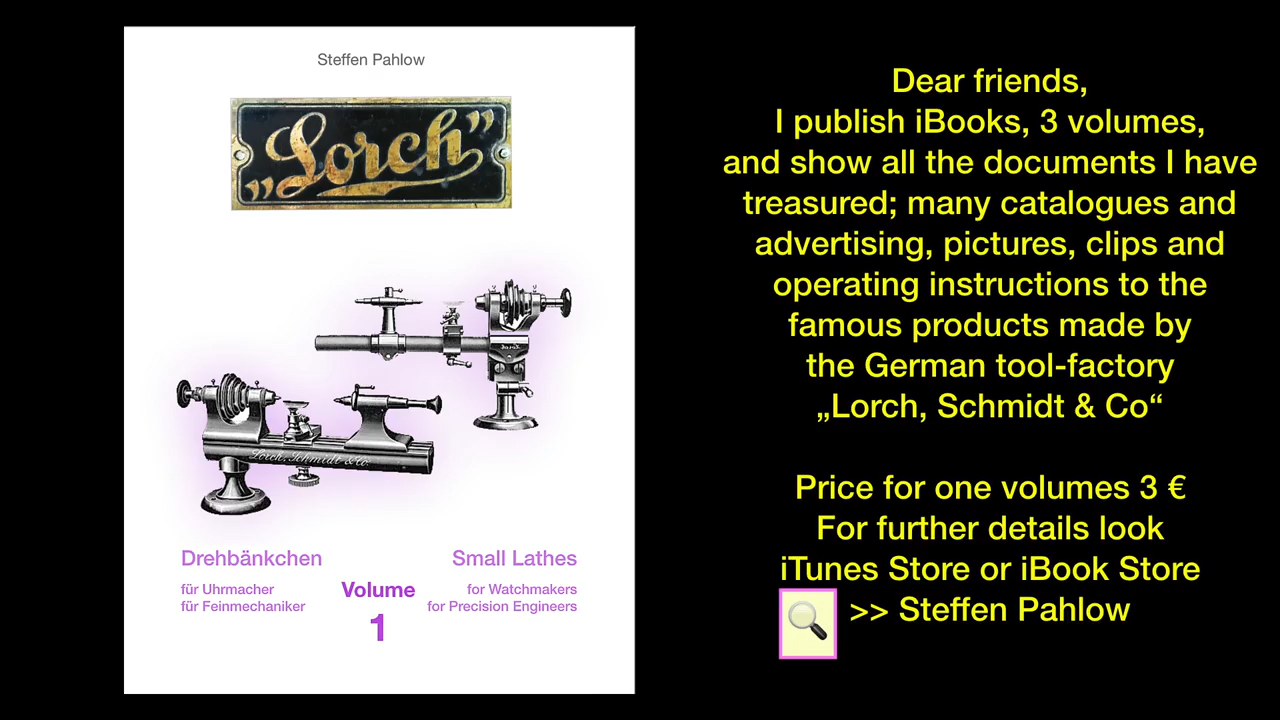 Steffen Pahlow
„Lorch”
Lorch
Lorch, Schmidt & Co.
Drehbänkchen
für Uhrmacher
für Feinmechaniker
Volume
1
Small Lathes
for Watchmakers
for Precision Engineers
Dear friends,
I publish iBooks, 3 volumes,
and show all the documents I have
treasured; many catalogues and
advertising, pictures, clips and
operating instructions to the
famous products made by
the German tool-factory
„Lorch, Schmidt & Co“
Price for one volumes 3 €
For further details look
iTunes Store or iBook Store
>> Steffen Pahlow